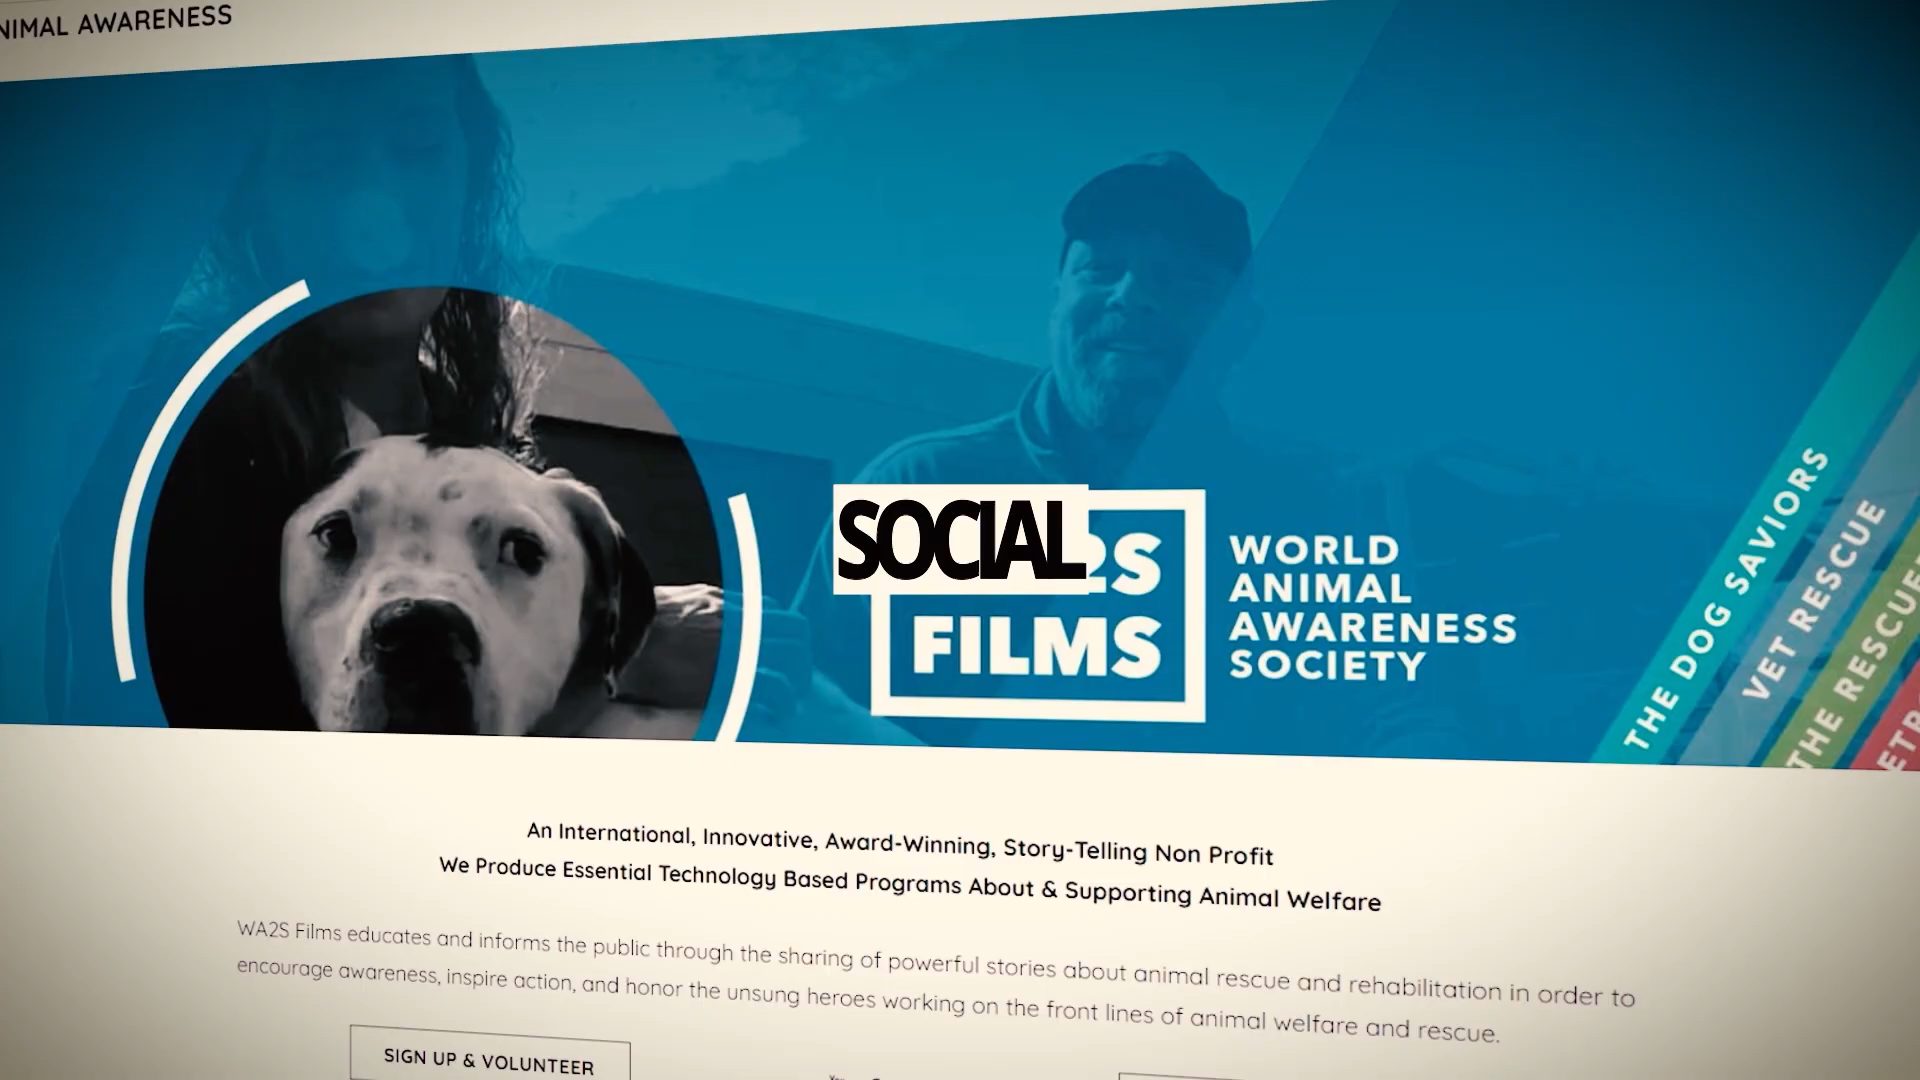 NIMAL AWARENESS
SOCIAL
2S
FILMS
WORLD
ANIMAL
AWARENESS
SOCIETY
THE DOG SAVIORS
VET RESCUE
THE RESCUE
ETR
An International, Innovative, Award-Winning, Story-Telling Non Profit
We Produce Essential Technology Based Programs About & Supporting Animal Welfare
WA2S Films educates and informs the public through the sharing of powerful stories about animal rescue and rehabilitation in order to
encourage awareness, inspire action, and honor the unsung heroes working on the front lines of animal welfare and rescue.
SIGN UP & VOLUNTEER